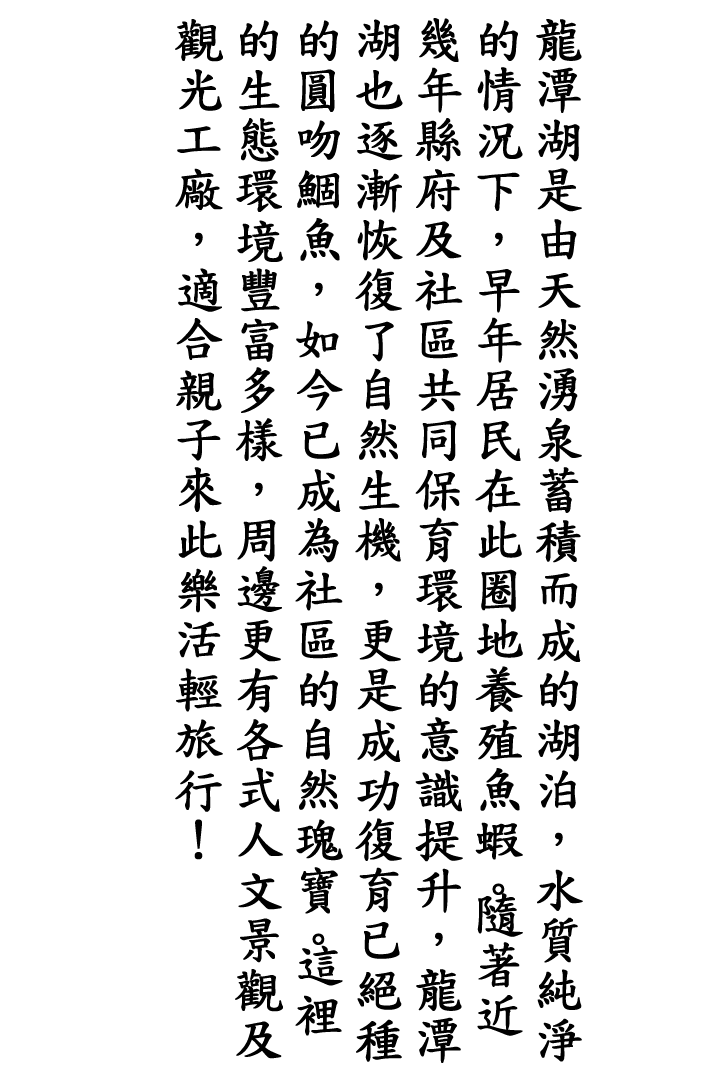 龍潭湖是由天然湧泉蓄積而成的湖泊，水質純淨
的情況下，早年居民在此圈地養殖魚蝦。隨著近
幾年縣府及社區共同保育環境的意識提升，龍潭
湖也逐漸恢復了自然生機，更是成功復育已絕種
的圓吻鯝魚，如今已成為社區的自然瑰寶。這裡
的生態環境豐富多樣，周邊更有各式人文景觀及
觀光工廠，適合親子來此樂活輕旅行！